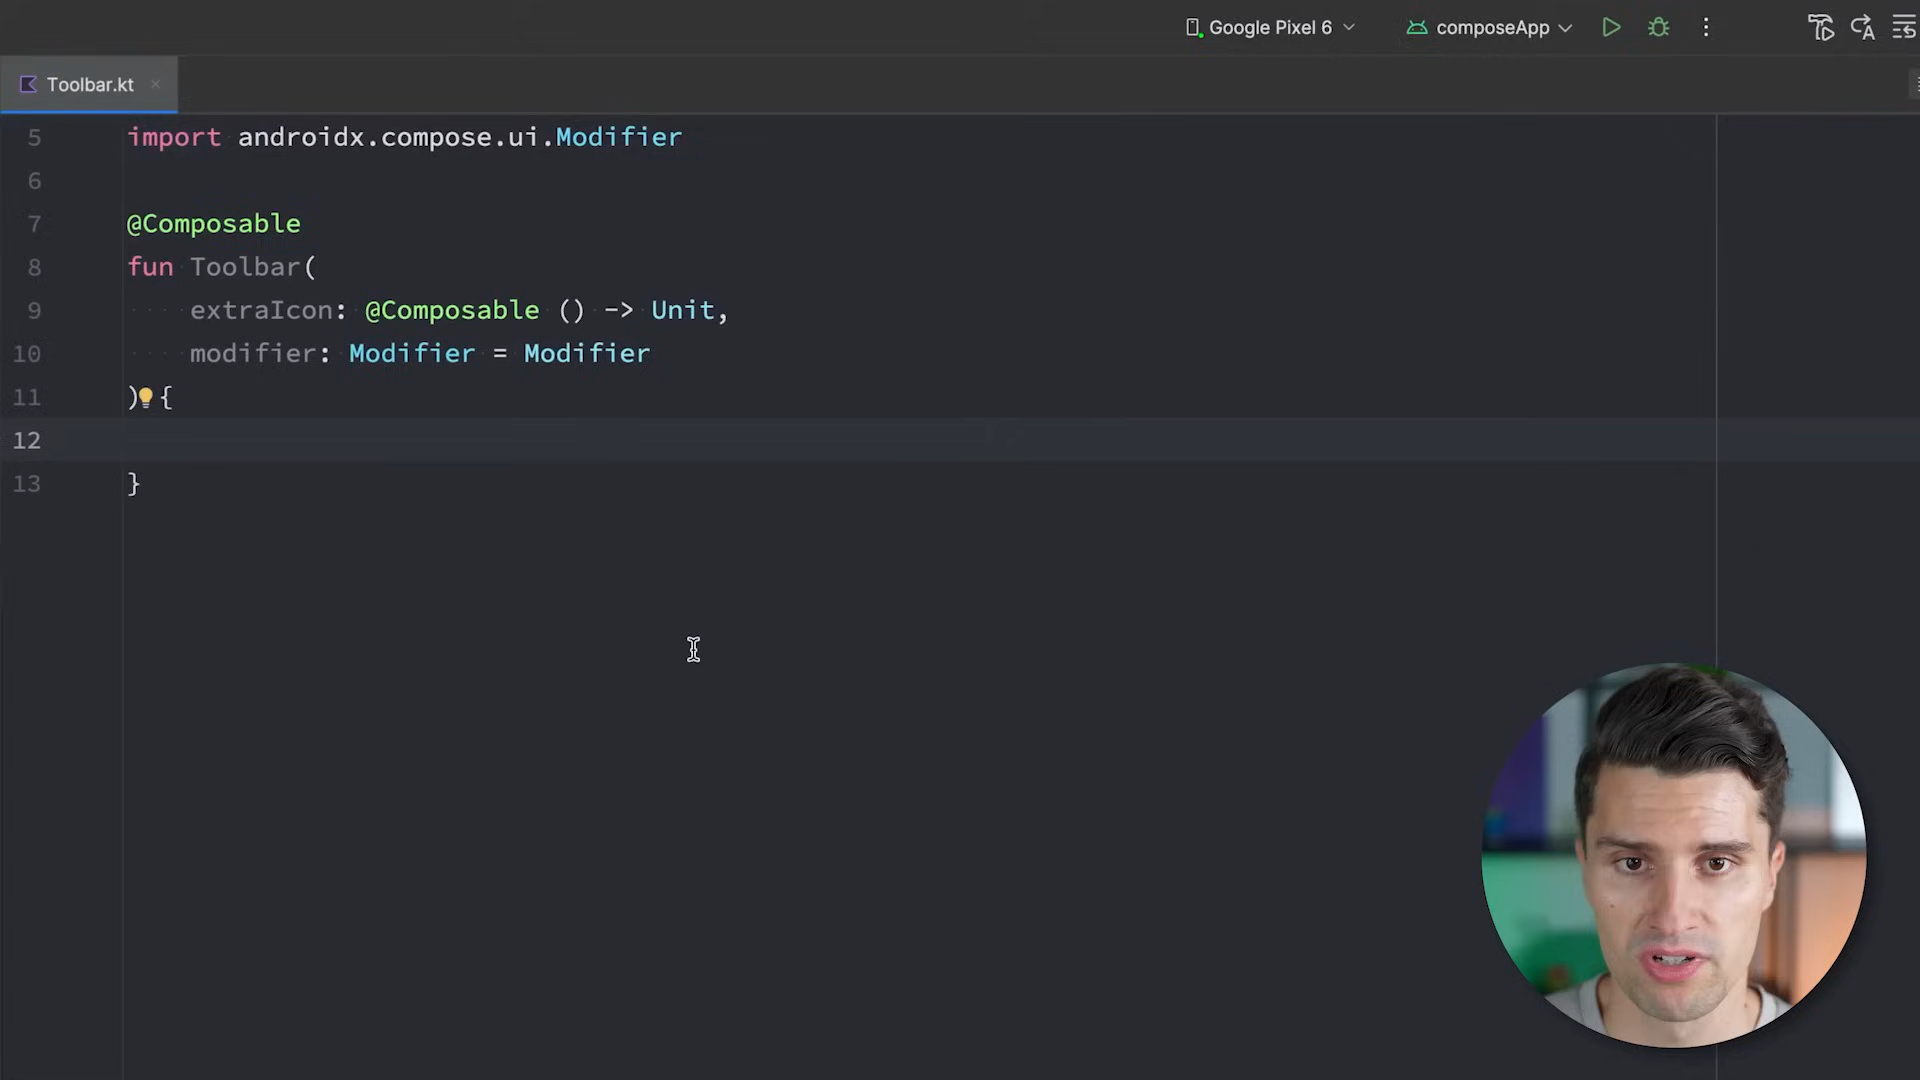 Google Pixel 6
composeApp
Toolbar.kt
5 import androidx.compose.ui.Modifier
6
7 @Composable
8 fun Toolbar(
9 extraIcon: @Composable () -> Unit,
10 modifier: Modifier = Modifier
11 ) {
12
13 }